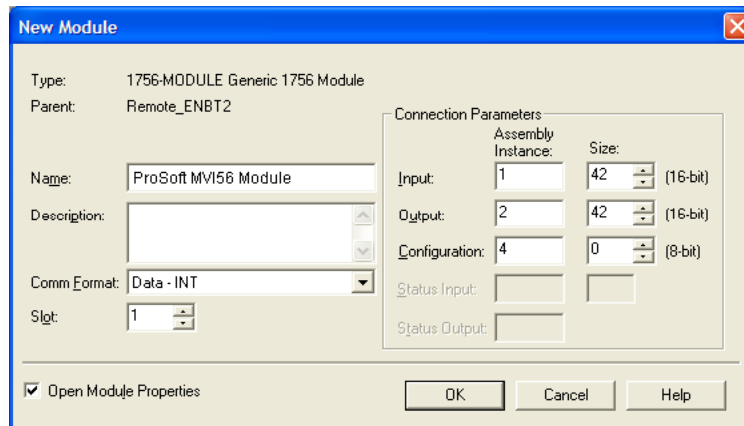 New Module
Type: 1756-MODULE Generic 1756 Module
Parent: Remote_ENBT2
Name: ProSoft MVI56 Module
Description:
Comm Format: Data - INT
Slot: 1
Connection Parameters
Assembly Instance: Size:
Input: 1 42 (16-bit)
Output: 2 42 (16-bit)
Configuration: 4 0 (8-bit)
Status Input:
Status Output:
Open Module Properties
OK Cancel Help